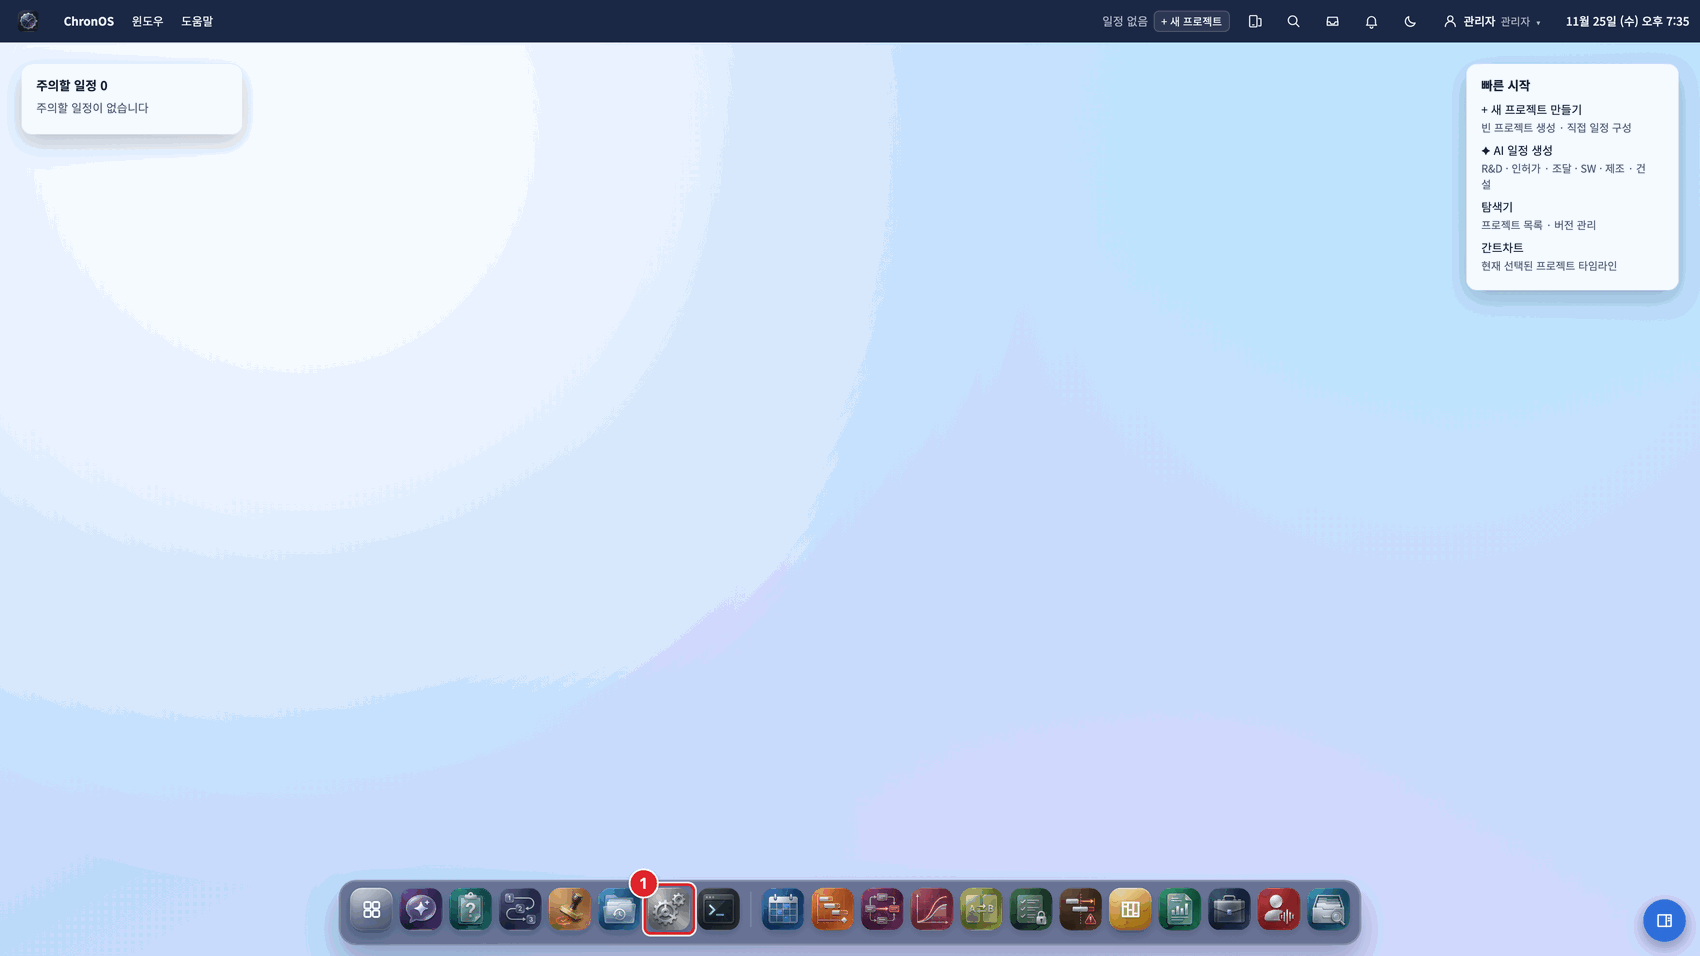 ChronOS 윈도우 도움말 일정 없음 + 새 프로젝트 관리자 관리자 ▾ 11월 25일 (수) 오후 7:35
주의할 일정 0
주의할 일정이 없습니다
빠른 시작
+ 새 프로젝트 만들기
빈 프로젝트 생성 · 직접 일정 구성
✦ AI 일정 생성
R&D · 인허가 · 조달 · SW · 제조 · 건
설
탐색기
프로젝트 목록 · 버전 관리
간트차트
현재 선택된 프로젝트 타임라인
1
?
1 2 3
>_
A B